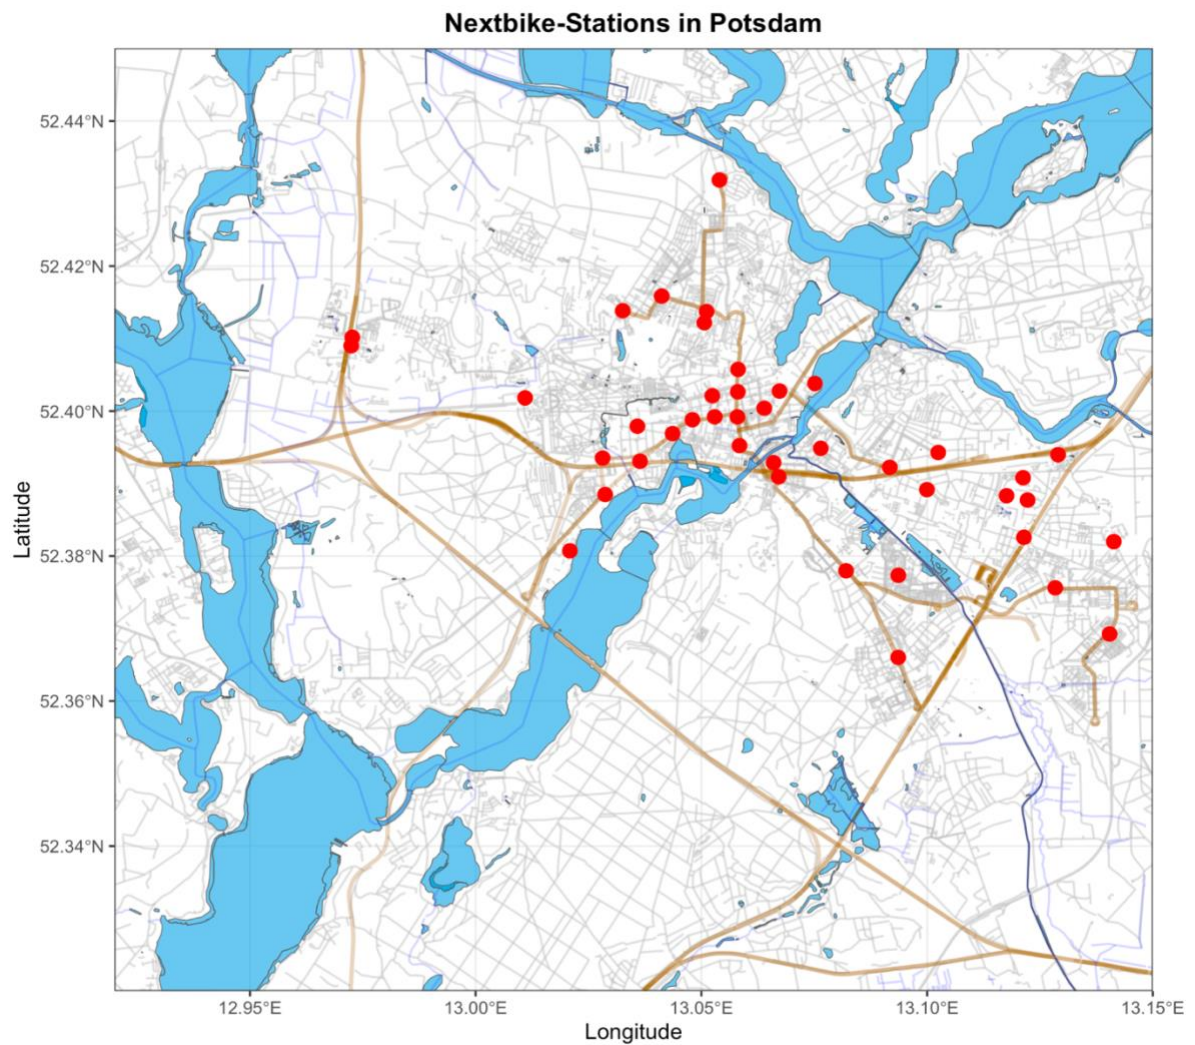 Nextbike-Stations in Potsdam
52.44°N
52.42°N
52.40°N
52.38°N
52.36°N
52.34°N
Latitude
12.95°E
13.00°E
13.05°E
13.10°E
13.15°E
Longitude